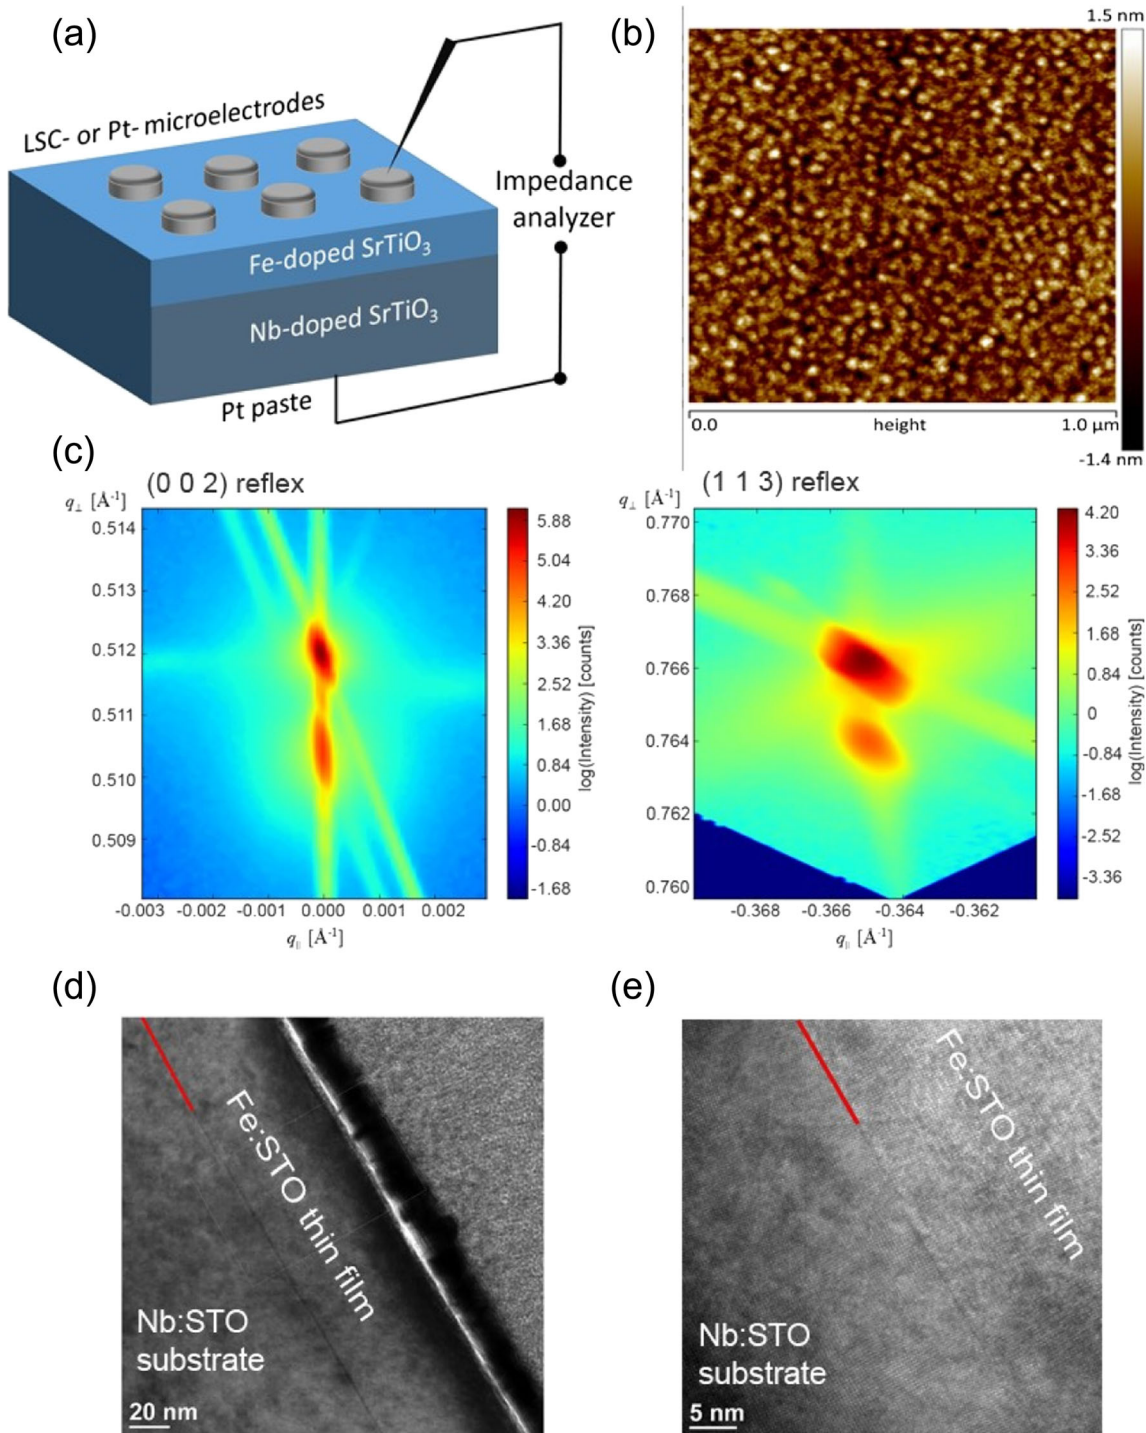 (a)
LSC- or Pt- microelectrodes
Impedance
analyzer
Fe-doped SrTiO₃
Nb-doped SrTiO₃
Pt paste
(b)
1.5 nm
0.0 height 1.0 µm
-1.4 nm
(c)
(0 0 2) reflex
q⊥ [Å⁻¹]
0.514
0.513
0.512
0.511
0.510
0.509
-0.003 -0.002 -0.001 0.000 0.001 0.002
q∥ [Å⁻¹]
5.88
5.04
4.20
3.36
2.52
1.68
0.84
0.00
-0.84
-1.68
log(Intensity) [counts]
(1 1 3) reflex
q⊥ [Å⁻¹]
0.770
0.768
0.766
0.764
0.762
0.760
-0.368 -0.366 -0.364 -0.362
q∥ [Å⁻¹]
4.20
3.36
2.52
1.68
0.84
0
-0.84
-1.68
-2.52
-3.36
log(Intensity) [counts]
(d)
Fe:STO thin film
Nb:STO
substrate
20 nm
(e)
Fe:STO thin film
Nb:STO
substrate
5 nm